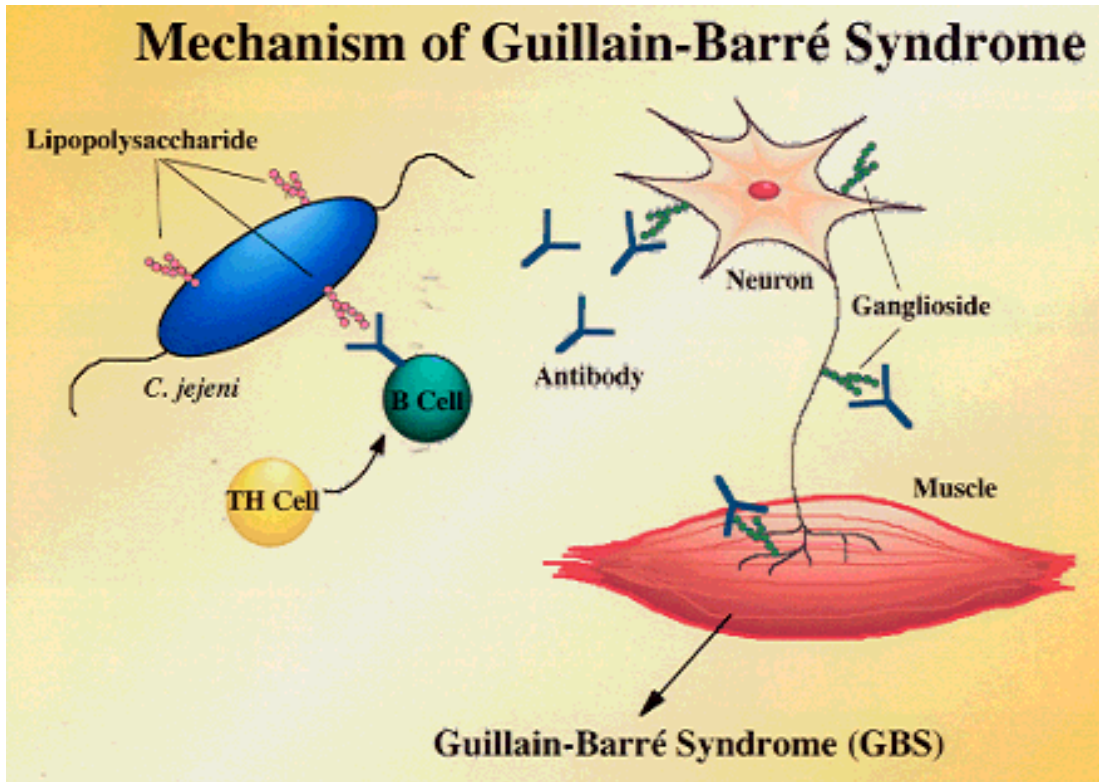 Mechanism of Guillain-Barré Syndrome
Lipopolysaccharide
C. jejeni
B Cell
TH Cell
Antibody
Neuron
Ganglioside
Muscle
Guillain-Barré Syndrome (GBS)